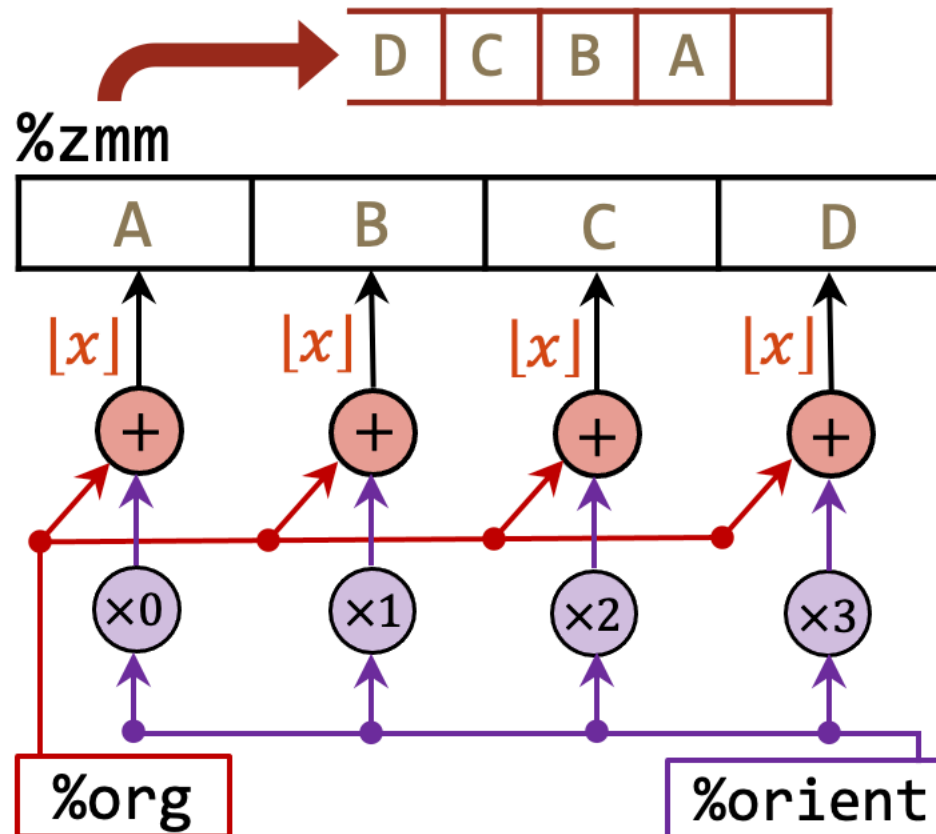 D C B A
%zmm
A B C D
⌊x⌋ ⌊x⌋ ⌊x⌋ ⌊x⌋
+ + + +
×0 ×1 ×2 ×3
%org %orient